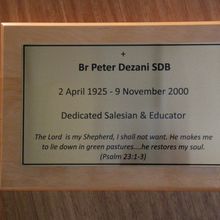 +
Br Peter Dezani SDB
2 April 1925 - 9 November 2000
Dedicated Salesian & Educator
The Lord is my Shepherd, I shall not want. He makes me
to lie down in green pastures....he restores my soul.
(Psalm 23:1-3)